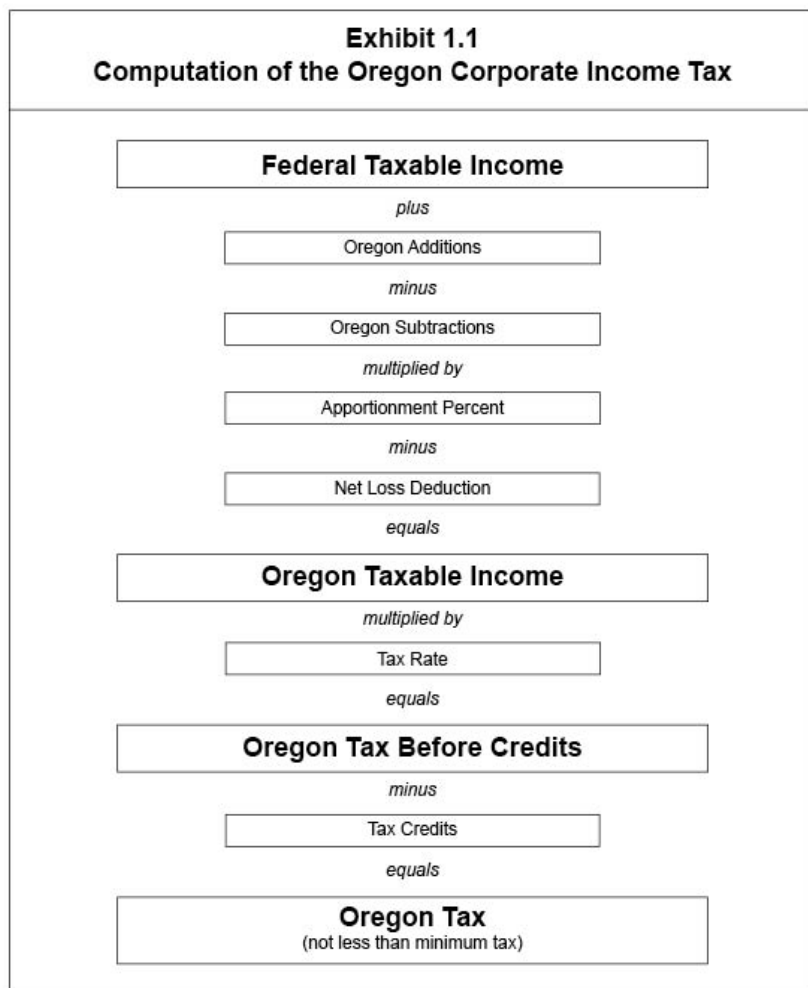 Exhibit 1.1
Computation of the Oregon Corporate Income Tax
Federal Taxable Income
plus
Oregon Additions
minus
Oregon Subtractions
multiplied by
Apportionment Percent
minus
Net Loss Deduction
equals
Oregon Taxable Income
multiplied by
Tax Rate
equals
Oregon Tax Before Credits
minus
Tax Credits
equals
Oregon Tax
(not less than minimum tax)